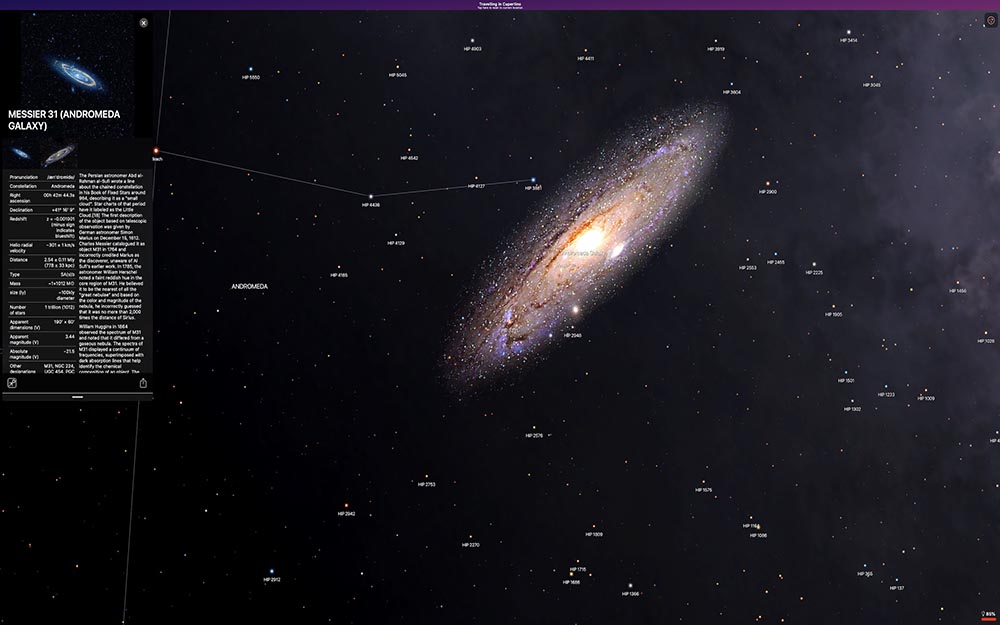 Travelling in Cupertino
Tap here to reset to current location
MESSIER 31 (ANDROMEDA
GALAXY)
Pronunciation /ænˈdrɒmɪdə/
Constellation Andromeda
Right
ascension
00h 42m 44.3s
Declination +41° 16′ 9″
Redshift z = −0.001001
(minus sign
indicates
blueshift)
Helio radial
velocity
−301 ± 1 km/s
Distance 2.54 ± 0.11 Mly
(778 ± 33 kpc)
Type SA(s)b
Mass
size (ly) ~100kly
diameter
Number
of stars
1 trillion (1012)
Apparent
dimensions (V)
190′ × 60′
Apparent
magnitude (V)
3.44
Absolute
magnitude (V)
−21.5
Other
designations
M31, NGC 224,
UGC 454, PGC
The Persian astronomer Abd al-
Rahman al-Sufi wrote a line
about the chained constellation
in his Book of Fixed Stars around
964, describing it as a "small
cloud". Star charts of that period
have it labeled as the Little
Cloud.[18] The first description
of the object based on telescopic
observation was given by
German astronomer Simon
Marius on December 15, 1612.
Charles Messier catalogued it as
object M31 in 1764 and
incorrectly credited Marius as
the discoverer, unaware of Al
Sufi's earlier work. In 1785, the
astronomer William Herschel
noted a faint reddish hue in the
core region of M31. He believed
it to be the nearest of all the
"great nebulae" and based on
the color and magnitude of the
nebula, he incorrectly guessed
that it was no more than 2,000
times the distance of Sirius.
William Huggins in 1864
observed the spectrum of M31
and noted that it differed from a
gaseous nebula. The spectra of
M31 displayed a continuum of
frequencies, superimposed with
dark absorption lines that help
identify the chemical
composition of an object. The
HIP 4903
HIP 4411
HIP 3919
HIP 3414
HIP 5550
HIP 5045
HIP 3604
HIP 3045
HIP 4642
HIP 4127
HIP 3881
HIP 4436
HIP 2900
HIP 4129
Andromeda Galaxy
HIP 4165
HIP 2553
HIP 2455
HIP 2225
ANDROMEDA
HIP 1456
HIP 1905
HIP 2948
HIP 1028
HIP 1501
HIP 1233
HIP 1009
HIP 1302
HIP 2576
HIP 2753
HIP 1575
HIP 2942
HIP 1309
HIP 1086
HIP 2270
HIP 1715
HIP 1686
HIP 2912
HIP 365
HIP 137
HIP 1366
85%